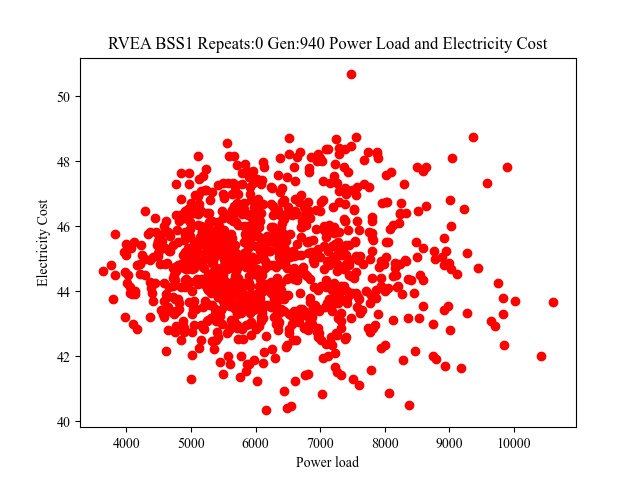 RVEA BSS1 Repeats:0 Gen:940 Power Load and Electricity Cost
50
48
46
44
42
40
Electricity Cost
4000 5000 6000 7000 8000 9000 10000
Power load